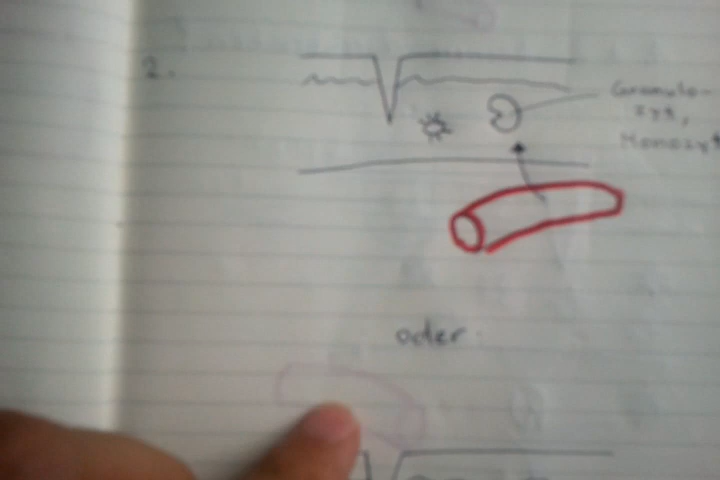 2.
Granulo-
zyt,
Monozyt
oder